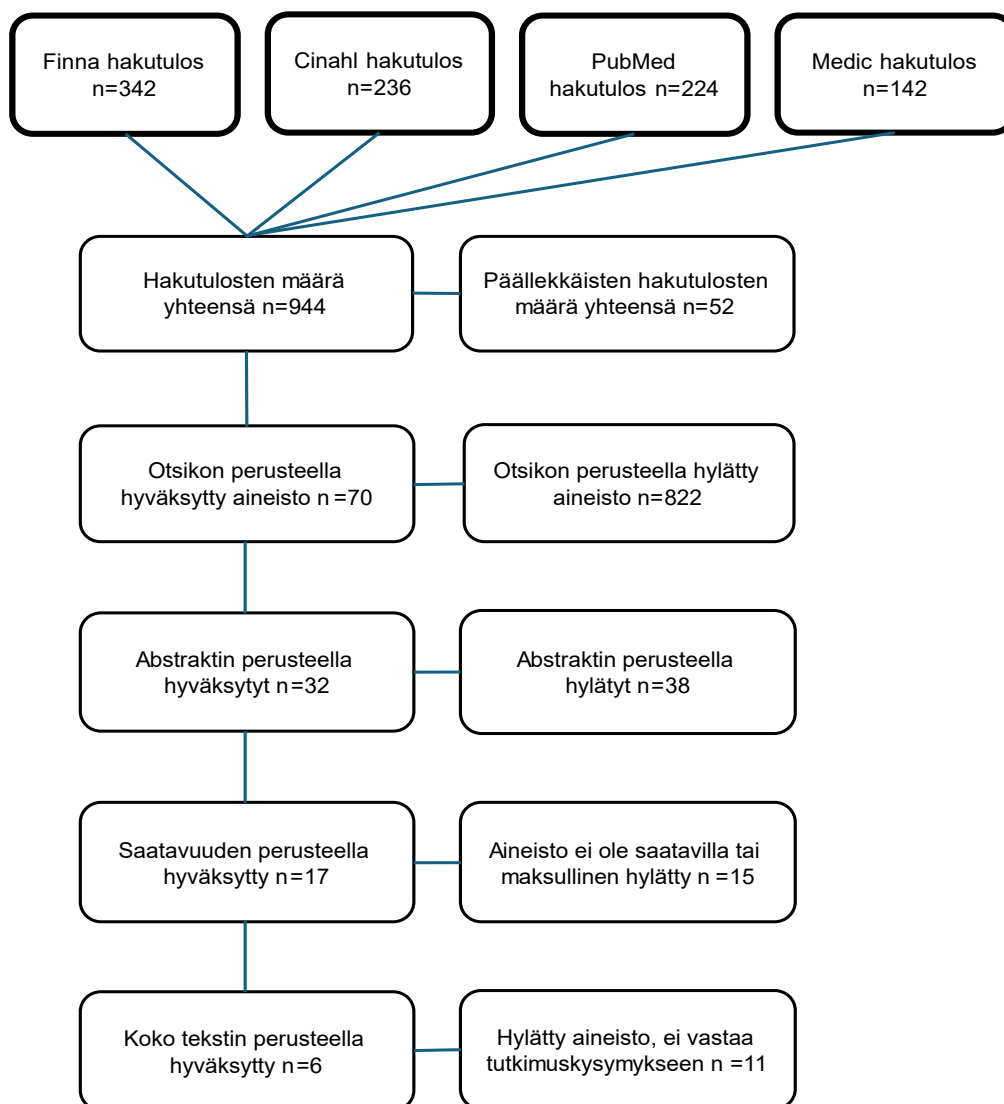 Finna hakutulos
n=342
Cinahl hakutulos
n=236
PubMed
hakutulos n=224
Medic hakutulos
n=142
Hakutulosten määrä
yhteensä n=944
Päällekkäisten hakutulosten
määrä yhteensä n=52
Otsikon perusteella
hyväksytty aineisto n =70
Otsikon perusteella hylätty
aineisto n=822
Abstraktin perusteella
hyväksytyt n=32
Abstraktin perusteella
hylätyt n=38
Saatavuuden perusteella
hyväksytty n=17
Aineisto ei ole saatavilla tai
maksullinen hylätty n =15
Koko tekstin perusteella
hyväksytty n=6
Hylätty aineisto, ei vastaa
tutkimuskysymykseen n =11